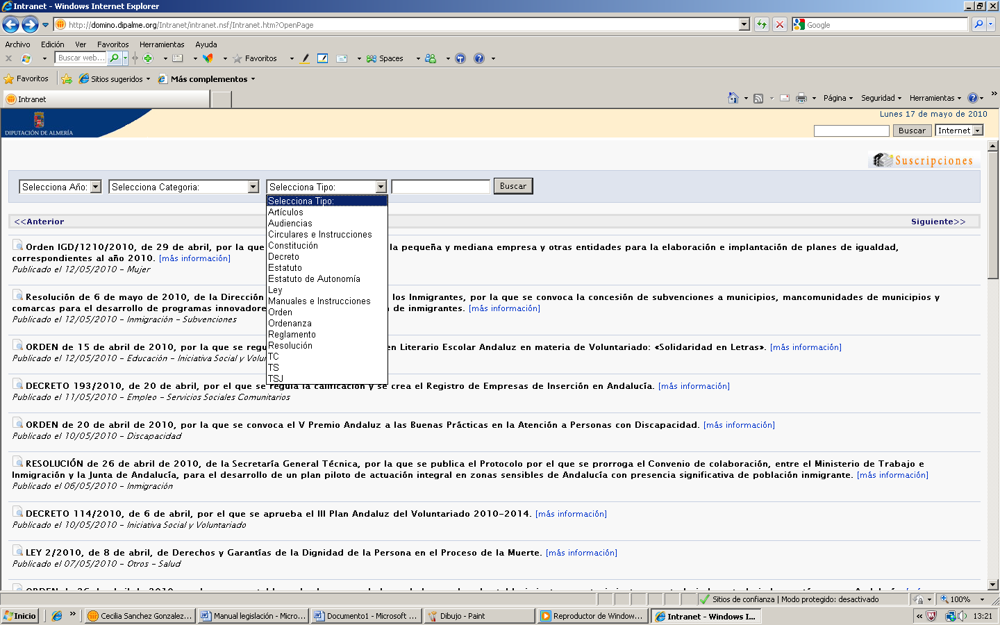 Intranet - Windows Internet Explorer
http://domino.dipalme.org/Intranet/intranet.nsf/Intranet.htm?OpenPage
Google
Archivo Edición Ver Favoritos Herramientas Ayuda
Buscar web... Favoritos Spaces
Favoritos Sitios sugeridos Más complementos
Intranet
Página Seguridad Herramientas »
DIPUTACIÓN DE ALMERÍA
Lunes 17 de mayo de 2010
Buscar Internet
Suscripciones
Selecciona Año: Selecciona Categoria: Selecciona Tipo: Buscar
Selecciona Tipo:
Artículos
Audiencias
Circulares e Instrucciones
Constitución
Decreto
Estatuto
Estatuto de Autonomía
Ley
Manuales e Instrucciones
Orden
Ordenanza
Reglamento
Resolución
TC
TS
TSJ
<<Anterior Siguiente>>
Orden IGD/1210/2010, de 29 de abril, por la que la pequeña y mediana empresa y otras entidades para la elaboración e implantación de planes de igualdad,
correspondientes al año 2010. [más información]
Publicado el 12/05/2010 - Mujer
Resolución de 6 de mayo de 2010, de la Dirección los Inmigrantes, por la que se convoca la concesión de subvenciones a municipios, mancomunidades de municipios y
comarcas para el desarrollo de programas innovadore de inmigrantes. [más información]
Publicado el 12/05/2010 - Inmigración - Subvenciones
ORDEN de 15 de abril de 2010, por la que se regu en Literario Escolar Andaluz en materia de Voluntariado: «Solidaridad en Letras». [más información]
Publicado el 12/05/2010 - Educación - Iniciativa Social y Volun
DECRETO 193/2010, de 20 de abril, por el que se regula la calificación y se crea el Registro de Empresas de Inserción en Andalucía. [más información]
Publicado el 11/05/2010 - Empleo - Servicios Sociales Comunitarios
ORDEN de 20 de abril de 2010, por la que se convoca el V Premio Andaluz a las Buenas Prácticas en la Atención a Personas con Discapacidad. [más información]
Publicado el 10/05/2010 - Discapacidad
RESOLUCIÓN de 26 de abril de 2010, de la Secretaría General Técnica, por la que se publica el Protocolo por el que se prorroga el Convenio de colaboración, entre el Ministerio de Trabajo e
Inmigración y la Junta de Andalucía, para el desarrollo de un plan piloto de actuación integral en zonas sensibles de Andalucía con presencia significativa de población inmigrante. [más información]
Publicado el 06/05/2010 - Inmigración
DECRETO 114/2010, de 6 de abril, por el que se aprueba el III Plan Andaluz del Voluntariado 2010-2014. [más información]
Publicado el 10/05/2010 - Iniciativa Social y Voluntariado
LEY 2/2010, de 8 de abril, de Derechos y Garantías de la Dignidad de la Persona en el Proceso de la Muerte. [más información]
Publicado el 07/05/2010 - Otros - Salud
Sitios de confianza | Modo protegido: desactivado 100%
Inicio » Cecilia Sanchez Gonzalez... Manual legislación - Micro... Documento1 - Microsoft ... Dibujo - Paint Reproductor de Window... Intranet - Windows I... « 13:21